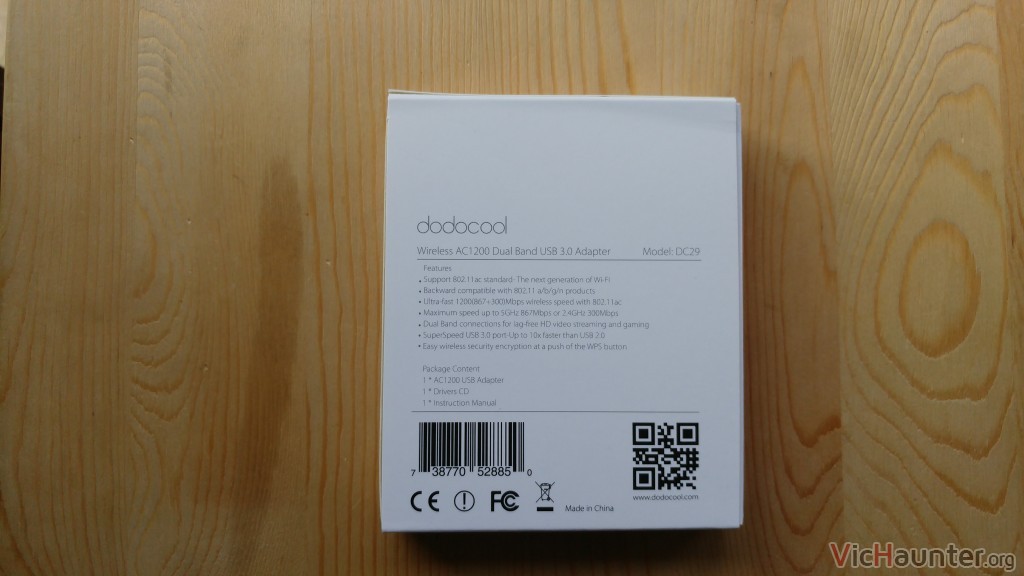 dodocool
Wireless AC1200 Dual Band USB 3.0 Adapter Model: DC29
Features
• Support 802.11ac standard- The next generation of Wi-Fi
• Backward compatible with 802.11 a/b/g/n products
• Ultra-fast 1200(867+300)Mbps wireless speed with 802.11ac
• Maximum speed up to 5GHz 867Mbps or 2.4GHz 300Mbps
• Dual Band connections for lag-free HD video streaming and gaming
• SuperSpeed USB 3.0 port-Up to 10x faster than USB 2.0
• Easy wireless security encryption at a push of the WPS button
Package Content
1 * AC1200 USB Adapter
1 * Drivers CD
1 * Instruction Manual
7 38770 52885 0
www.dodocool.com
CE FC Made in China
VicHaunter.org